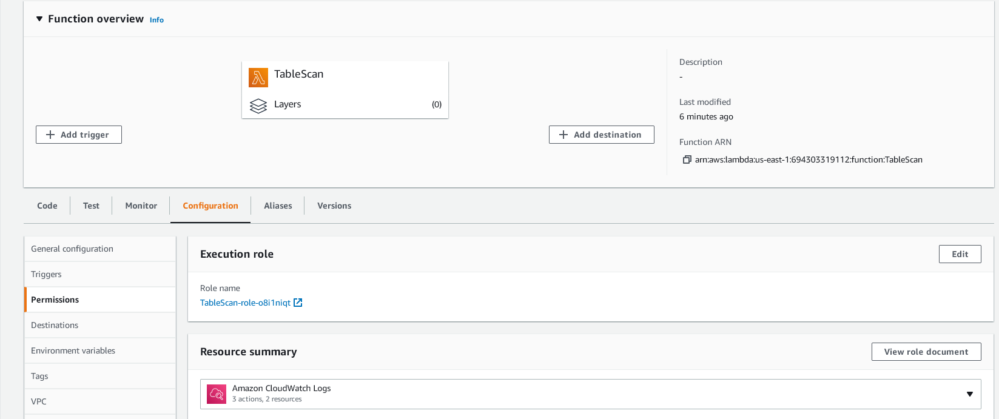 Function overview Info
TableScan
Layers (0)
Add trigger
Add destination
Description
-
Last modified
6 minutes ago
Function ARN
arn:aws:lambda:us-east-1:694303319112:function:TableScan
Code Test Monitor Configuration Aliases Versions
General configuration
Triggers
Permissions
Destinations
Environment variables
Tags
VPC
Execution role
Edit
Role name
TableScan-role-o8i1niqt
Resource summary
View role document
Amazon CloudWatch Logs
3 actions, 2 resources